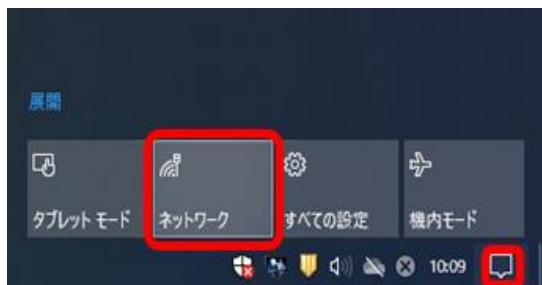 展開
タブレット モード
ネットワーク
すべての設定
機内モード
10:09